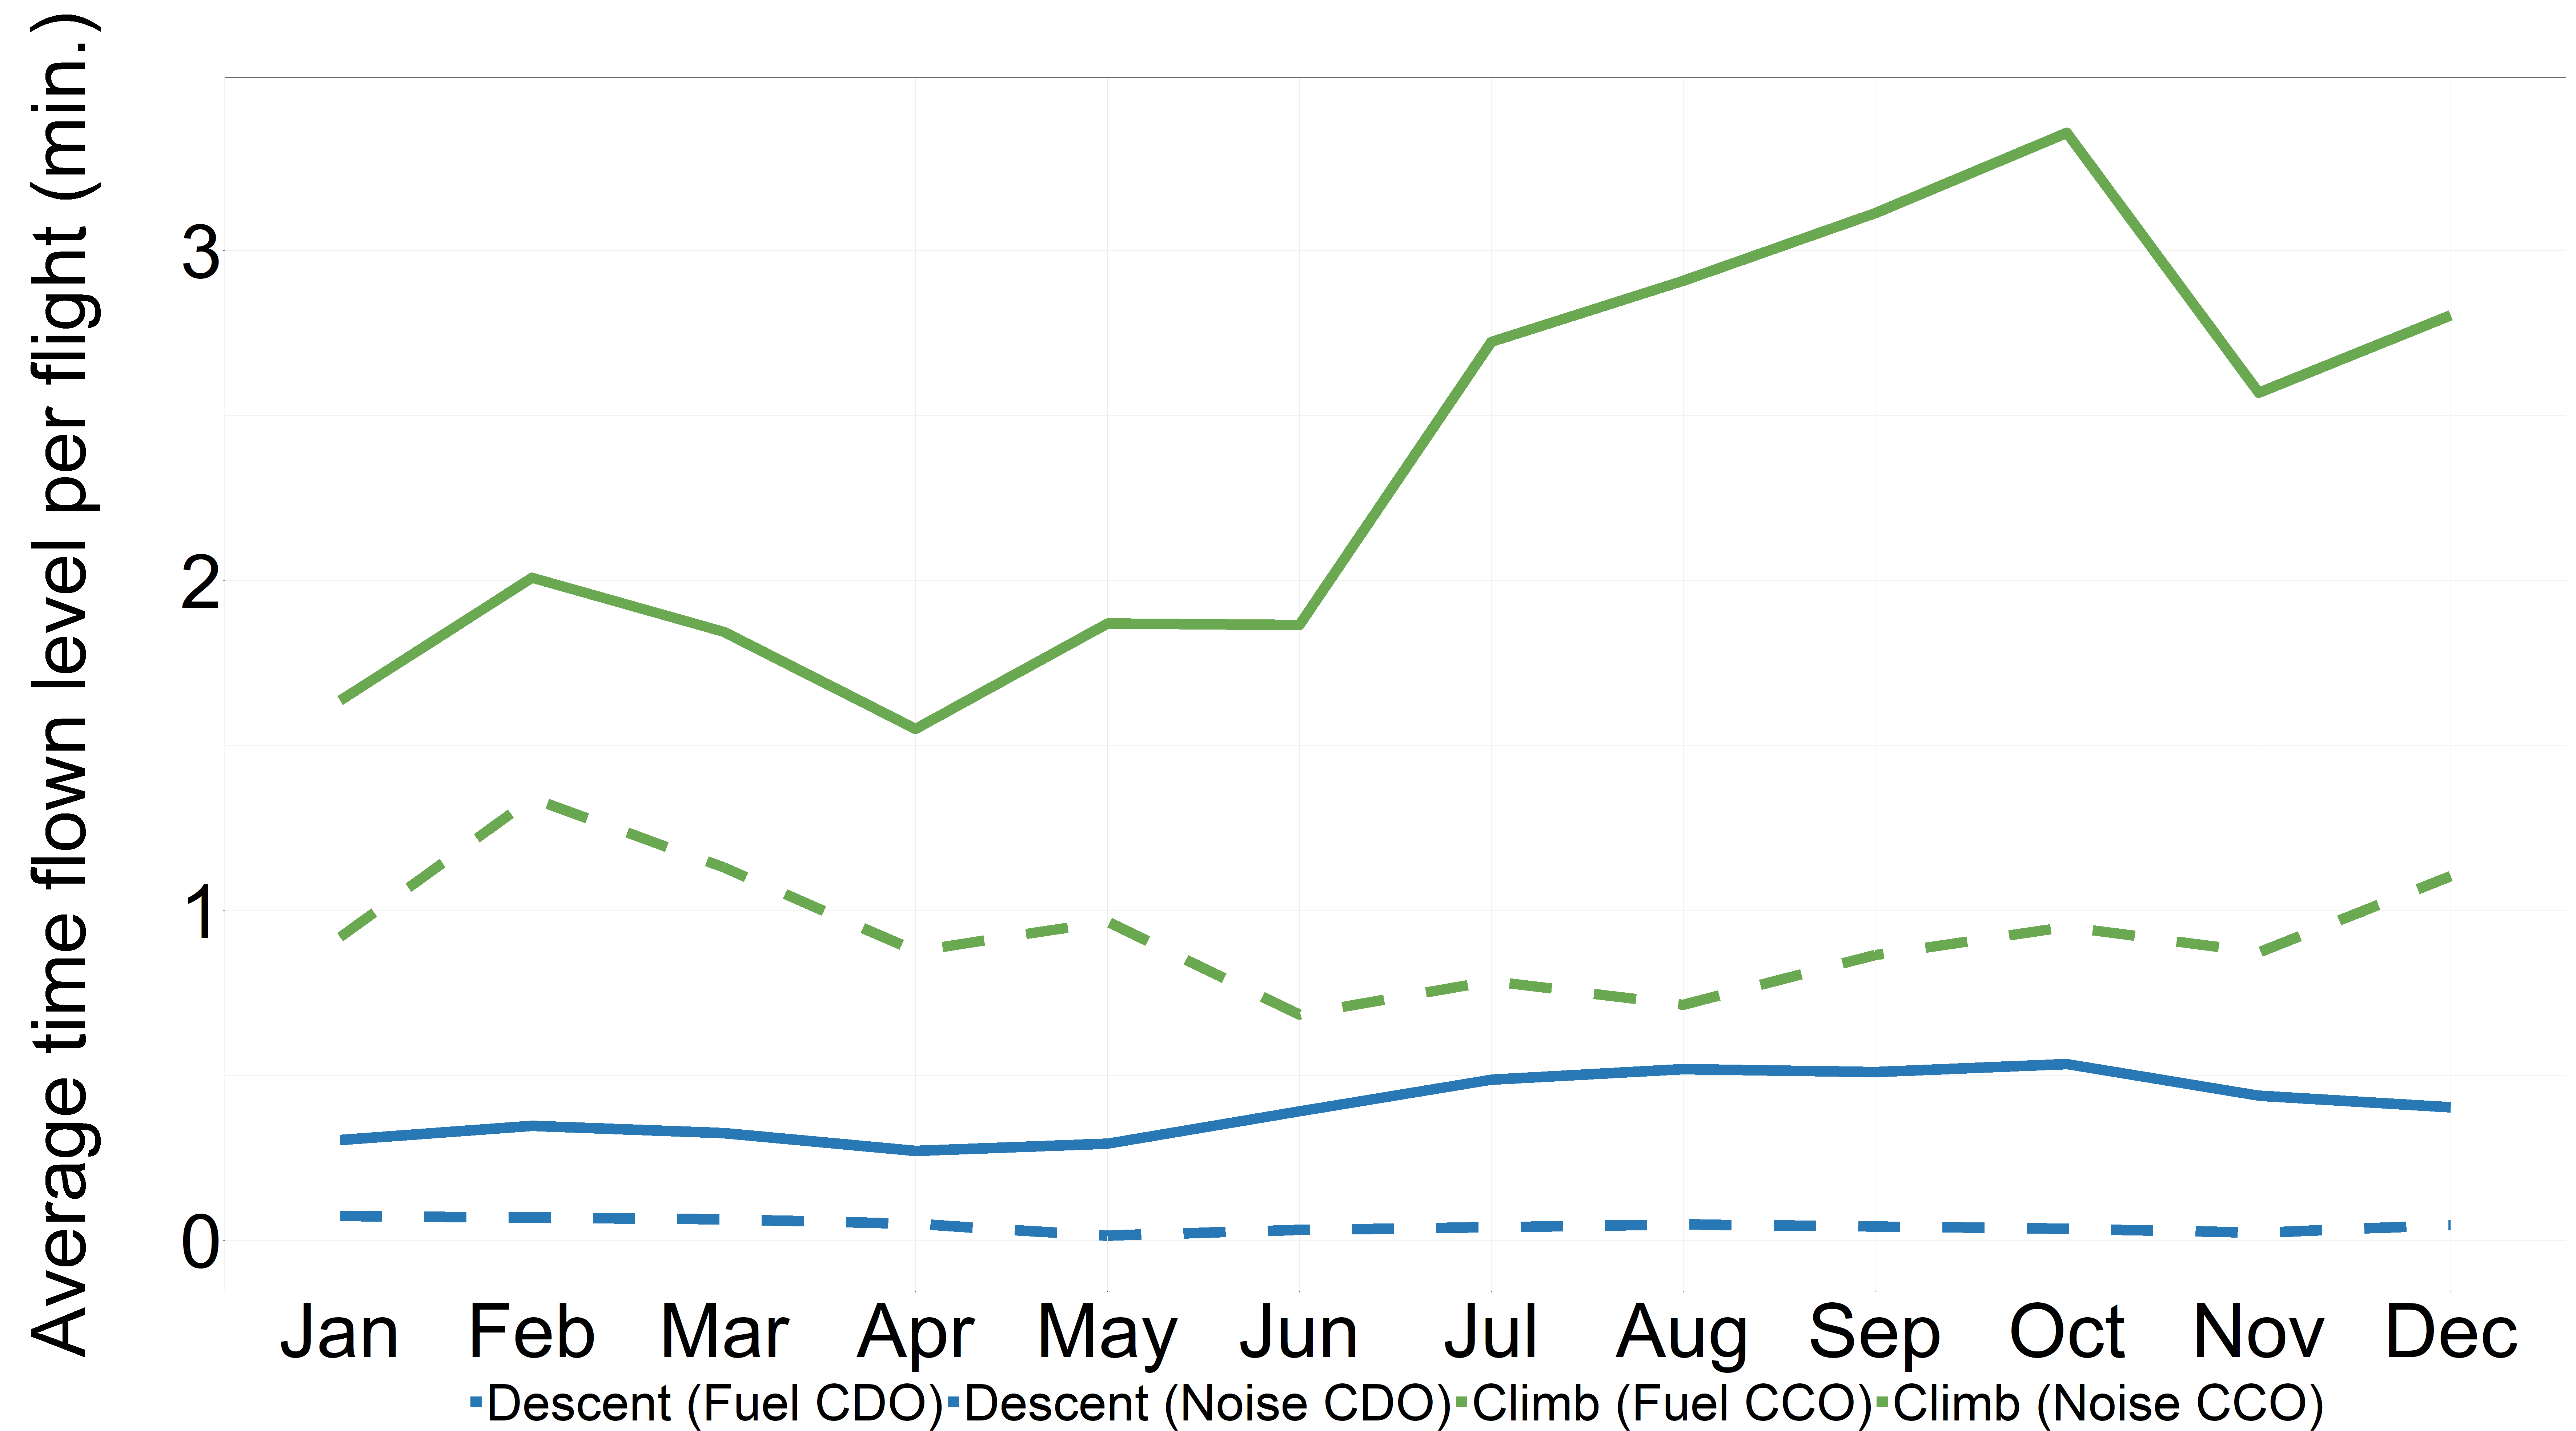 Average time flown level per flight (min.)
3
2
1
0
Jan Feb Mar Apr May Jun Jul Aug Sep Oct Nov Dec
Descent (Fuel CDO) Descent (Noise CDO) Climb (Fuel CCO) Climb (Noise CCO)